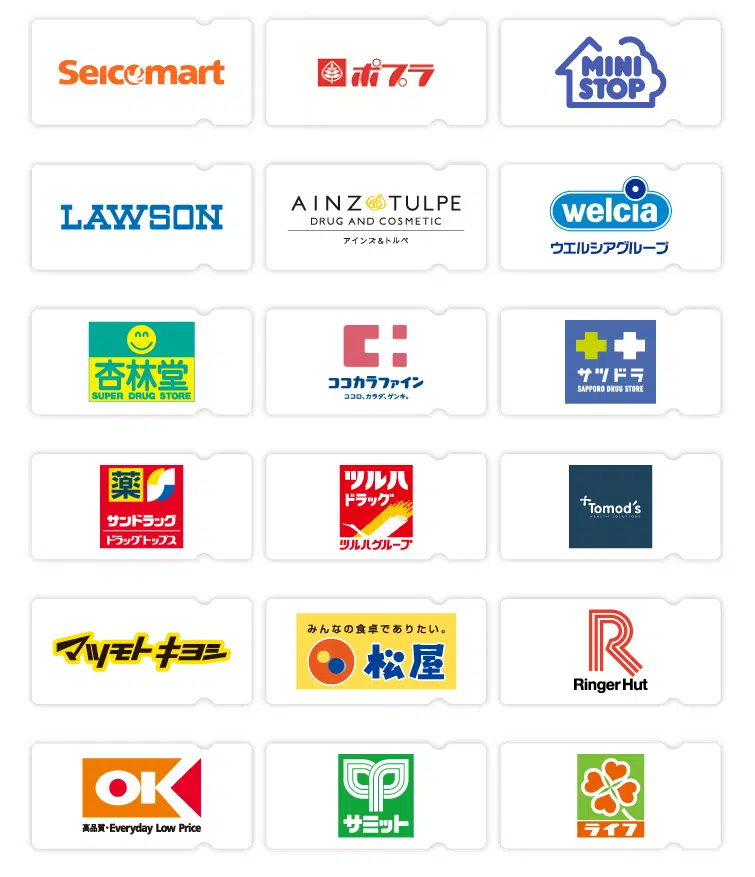 Seicomart
ポプラ
MINI
STOP
LAWSON
AINZ & TULPE
DRUG AND COSMETIC
アインズ&トルペ
welcia
ウエルシアグループ
杏林堂
SUPER DRUG STORE
ココカラファイン
ココロ、カラダ、ゲンキ。
サツドラ
SAPPORO DRUG STORE
薬
サンドラッグ
ドラッグトップス
ツルハ
ドラッグ
ツルハグループ
Tomod's
HEALTH SOLUTIONS
マツモトキヨシ
みんなの食卓でありたい。
松屋
R
RingerHut
OK
高品質・Everyday Low Price
サミット
ライフ